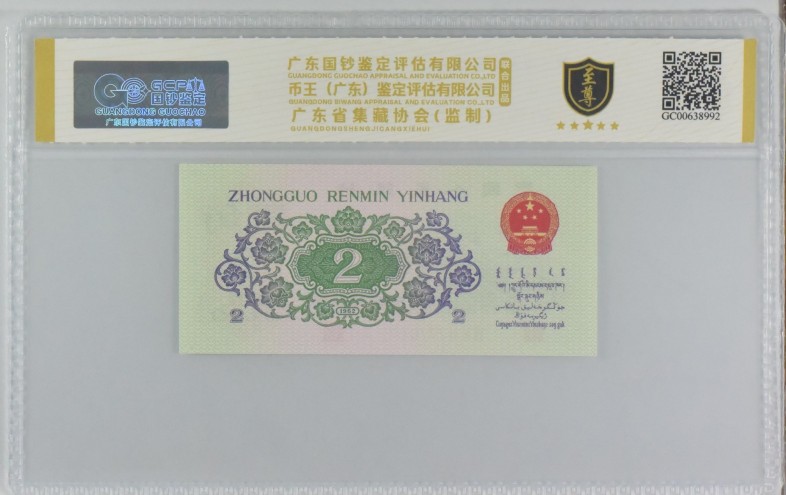 GCP
国钞鉴定
GUANGDONG GUOCHAO
广东国钞鉴定评估有限公司
广东国钞鉴定评估有限公司
GUANGDONG GUOCHAO APPRAISAL AND EVALUATION CO.,LTD
币王（广东）鉴定评估有限公司
GUANGDONG BIWANG APPRAISAL AND EVALUATION CO.,LTD
广东省集藏协会(监制)
GUANGDONGSHENGJICANGXIEHUI
联合出品
至尊
GC00638992
ZHONGGUO RENMIN YINHANG
2
1962
2
2